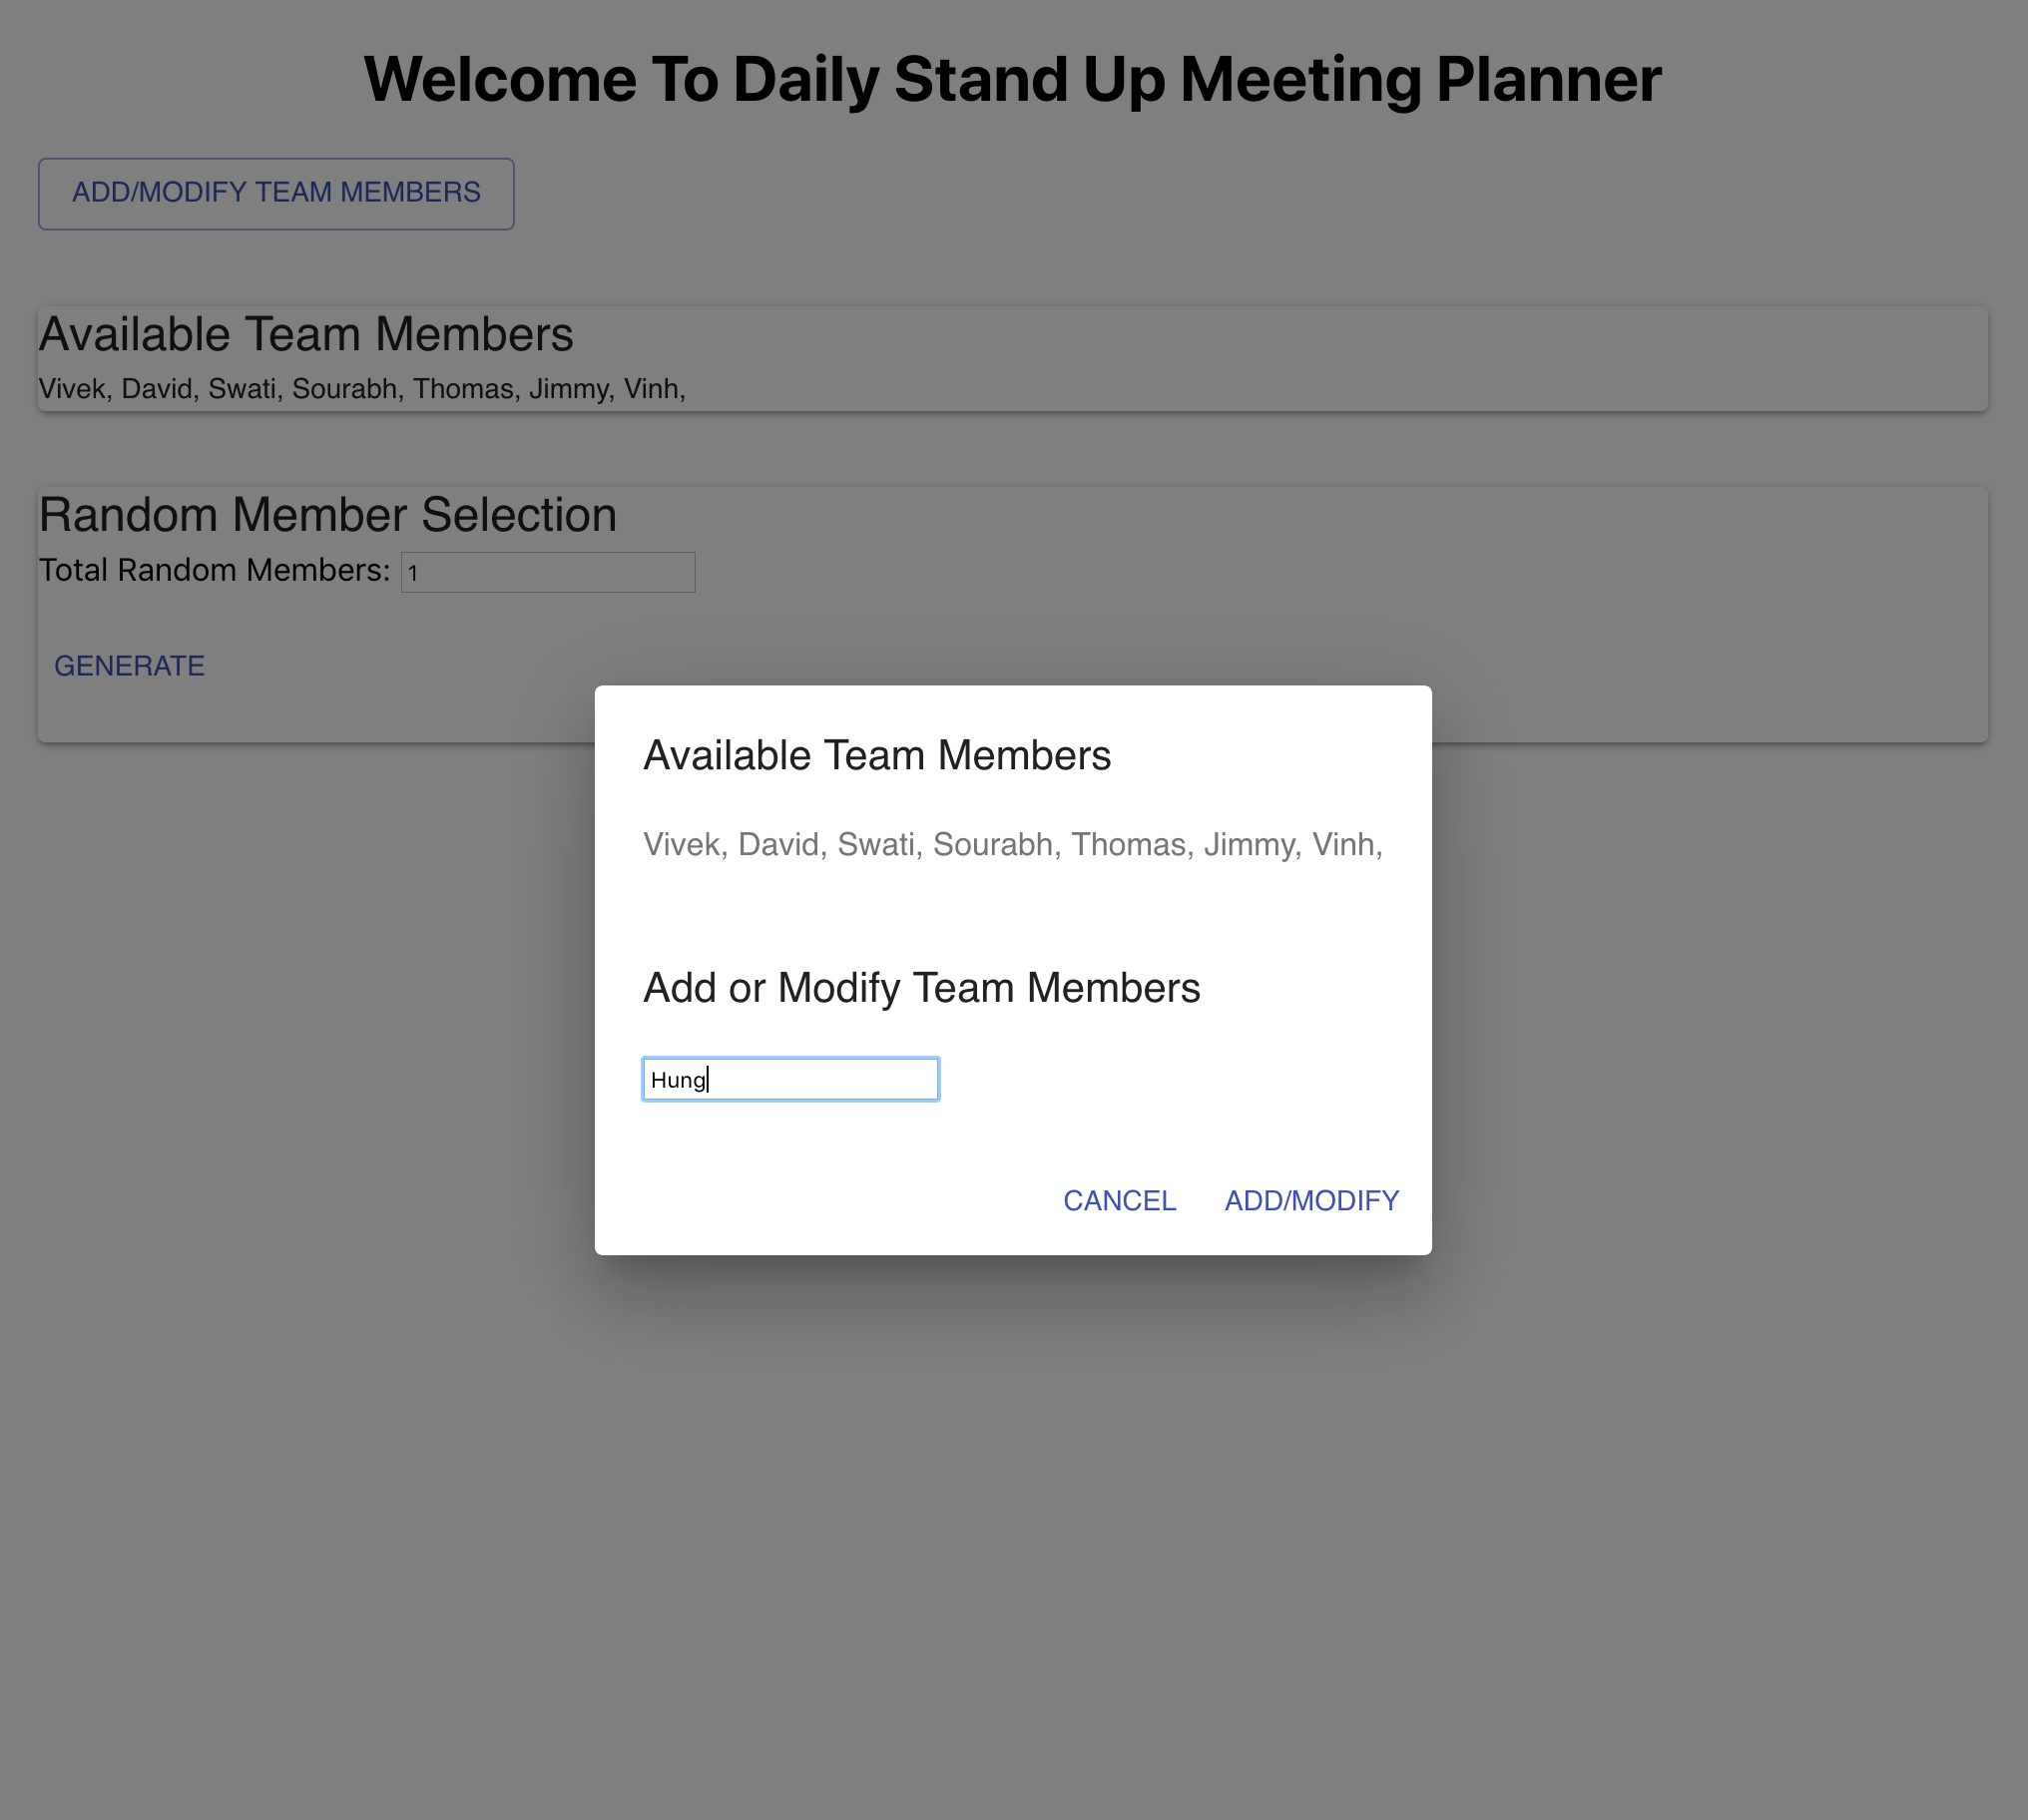 Welcome To Daily Stand Up Meeting Planner
ADD/MODIFY TEAM MEMBERS
Available Team Members
Vivek, David, Swati, Sourabh, Thomas, Jimmy, Vinh,
Random Member Selection
Total Random Members: 1
GENERATE
Available Team Members
Vivek, David, Swati, Sourabh, Thomas, Jimmy, Vinh,
Add or Modify Team Members
Hung
CANCEL ADD/MODIFY